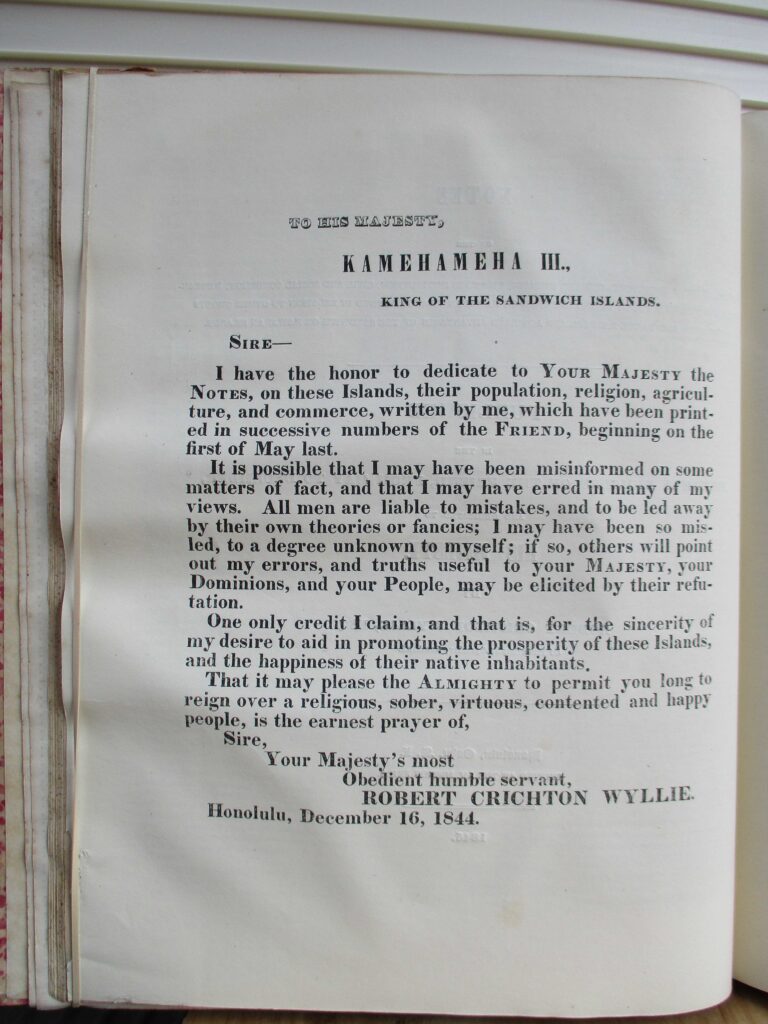 TO HIS MAJESTY,
KAMEHAMEHA III.,
KING OF THE SANDWICH ISLANDS.
SIRE—
I have the honor to dedicate to YOUR MAJESTY the
NOTES, on these Islands, their population, religion, agricul-
ture, and commerce, written by me, which have been print-
ed in successive numbers of the FRIEND, beginning on the
first of May last.
It is possible that I may have been misinformed on some
matters of fact, and that I may have erred in many of my
views. All men are liable to mistakes, and to be led away
by their own theories or fancies; I may have been so mis-
led, to a degree unknown to myself; if so, others will point
out my errors, and truths useful to your MAJESTY, your
Dominions, and your People, may be elicited by their refu-
tation.
One only credit I claim, and that is, for the sincerity of
my desire to aid in promoting the prosperity of these Islands,
and the happiness of their native inhabitants.
That it may please the ALMIGHTY to permit you long to
reign over a religious, sober, virtuous, contented and happy
people, is the earnest prayer of,
Sire,
Your Majesty's most
Obedient humble servant,
ROBERT CRICHTON WYLLIE.
Honolulu, December 16, 1844.